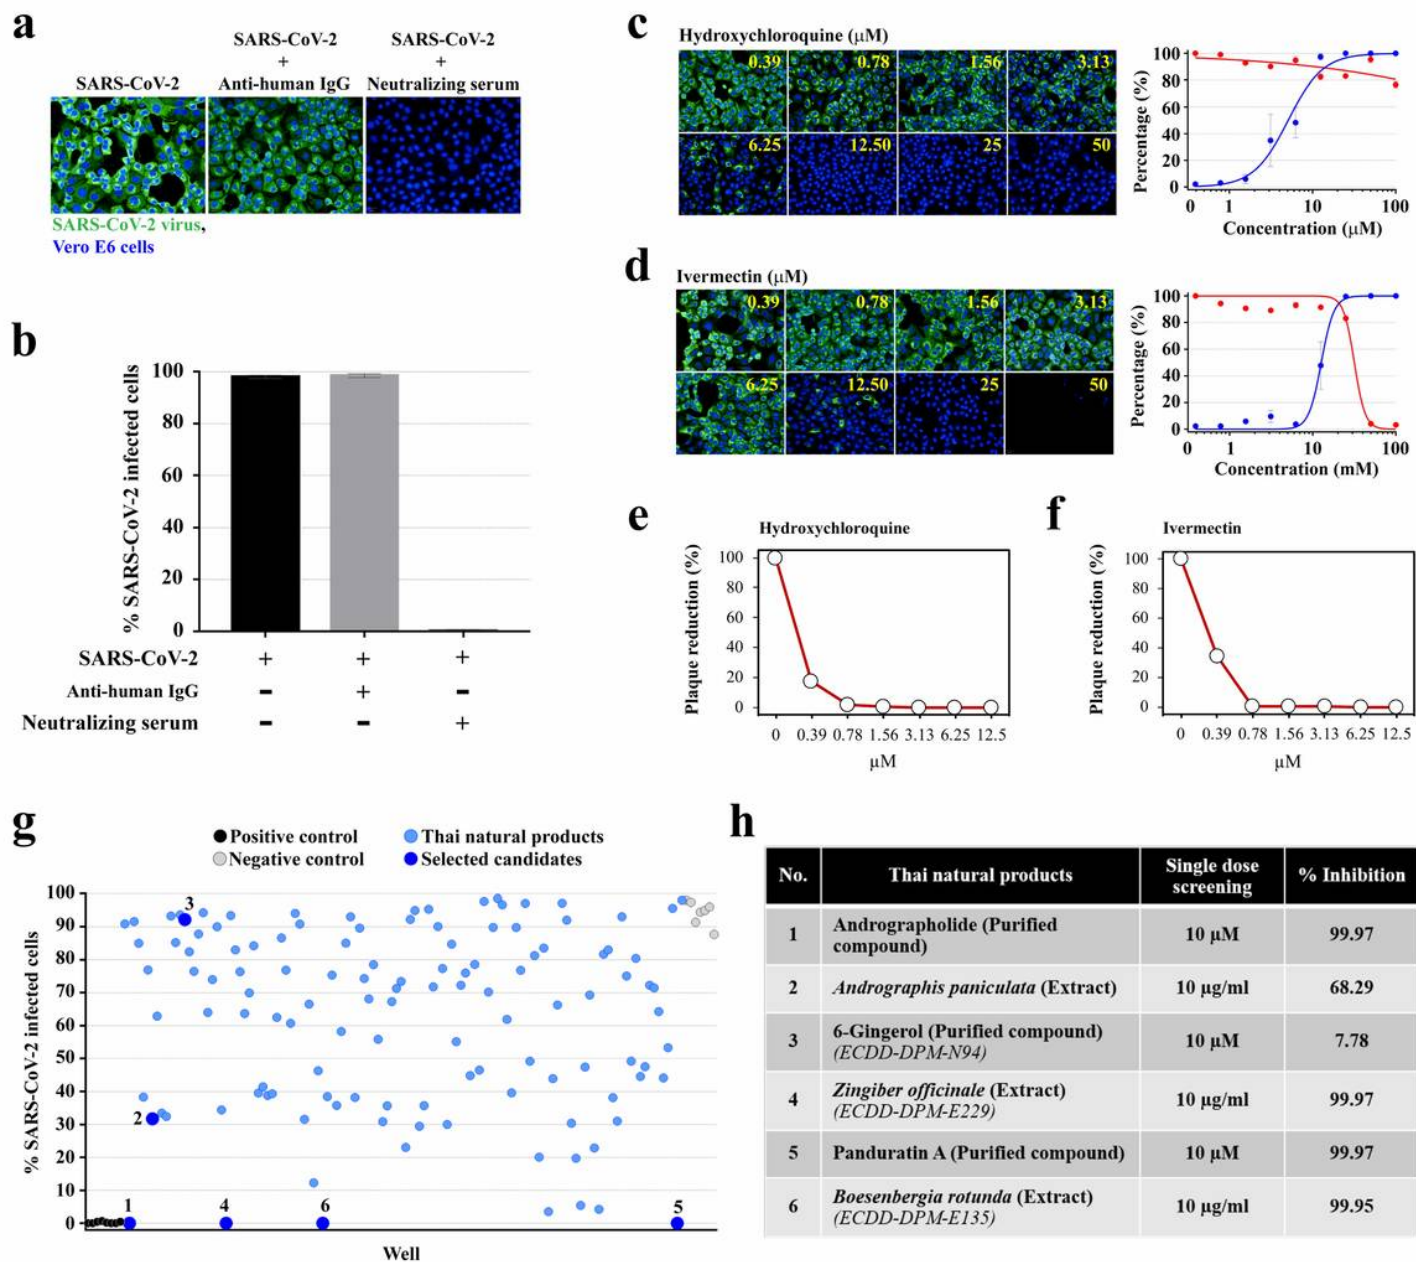 a
SARS-CoV-2
SARS-CoV-2
+
Anti-human IgG
SARS-CoV-2
+
Neutralizing serum
SARS-CoV-2 virus,
Vero E6 cells
b
% SARS-CoV-2 infected cells
100
80
60
40
20
0
SARS-CoV-2 + + +
Anti-human IgG - + -
Neutralizing serum - - +
c
Hydroxychloroquine (μM)
0.39 0.78 1.56 3.13
6.25 12.50 25 50
Percentage (%)
100
80
60
40
20
0
0 1 10 100
Concentration (μM)
d
Ivermectin (μM)
0.39 0.78 1.56 3.13
6.25 12.50 25 50
Percentage (%)
100
80
60
40
20
0
0 1 10 100
Concentration (mM)
e
Hydroxychloroquine
Plaque reduction (%)
100
80
60
40
20
0
0 0.39 0.78 1.56 3.13 6.25 12.5
μM
f
Ivermectin
Plaque reduction (%)
100
80
60
40
20
0
0 0.39 0.78 1.56 3.13 6.25 12.5
μM
g
Positive control Thai natural products
Negative control Selected candidates
% SARS-CoV-2 infected cells
100
90
80
70
60
50
40
30
20
10
0
3
2
1 4 6 5
Well
h
No. Thai natural products Single dose screening % Inhibition
1 Andrographolide (Purified compound) 10 μM 99.97
2 Andrographis paniculata (Extract) 10 μg/ml 68.29
3 6-Gingerol (Purified compound) (ECDD-DPM-N94) 10 μM 7.78
4 Zingiber officinale (Extract) (ECDD-DPM-E229) 10 μg/ml 99.97
5 Panduratin A (Purified compound) 10 μM 99.97
6 Boesenbergia rotunda (Extract) (ECDD-DPM-E135) 10 μg/ml 99.95